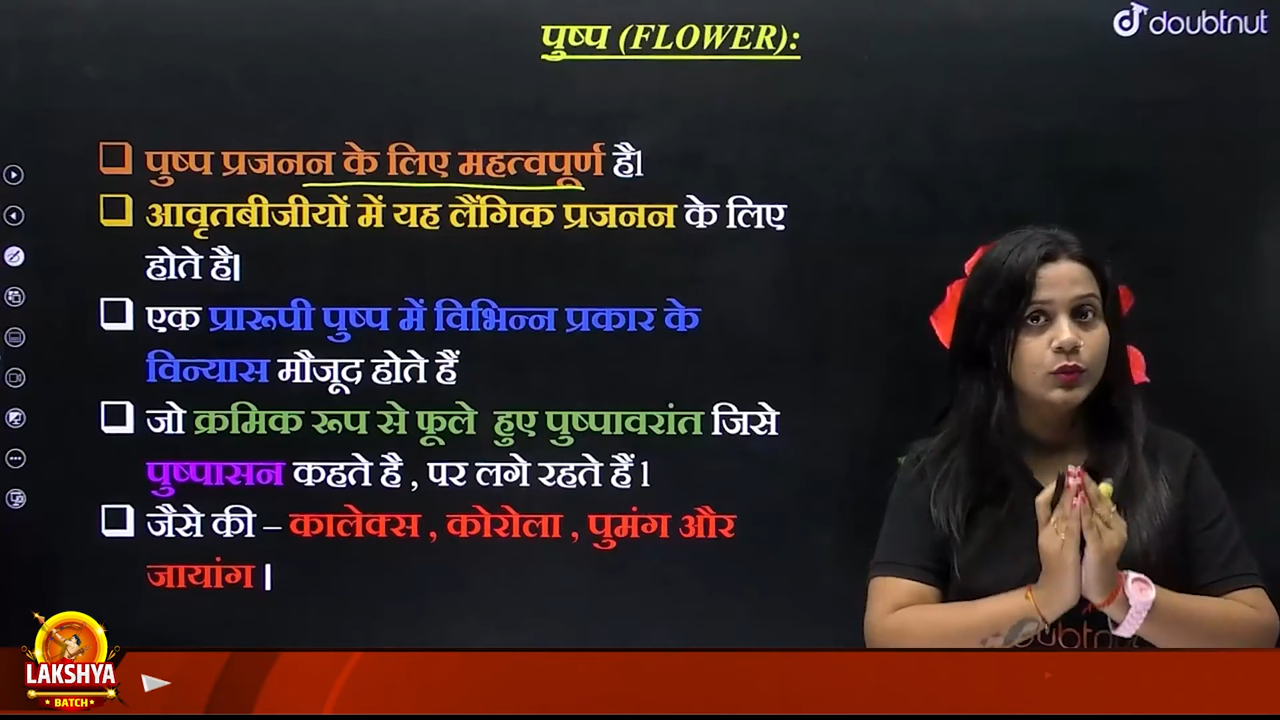 पुष्प (FLOWER):
doubtnut
पुष्प प्रजनन के लिए महत्वपूर्ण है।
आवृतबीजीयों में यह लैंगिक प्रजनन के लिए
होते है।
एक प्रारूपी पुष्प में विभिन्न प्रकार के
विन्यास मौजूद होते हैं
जो क्रमिक रूप से फूले हुए पुष्पावरांत जिसे
पुष्पासन कहते है , पर लगे रहते हैं l
जैसे की – कालेक्स , कोरोला , पुमंग और
जायांग |
doubtnut
LAKSHYA
BATCH